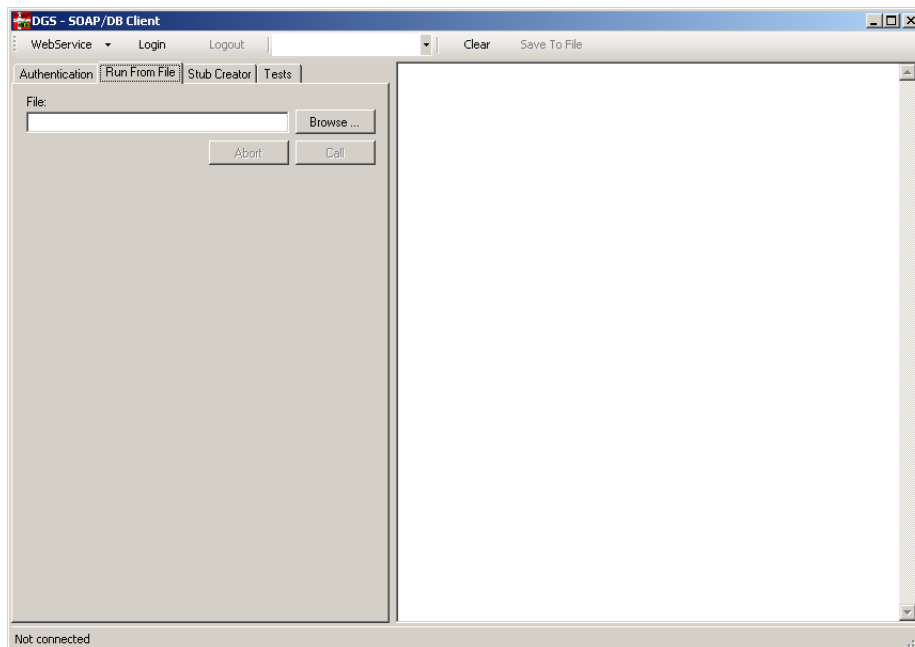 DGS - SOAP/DB Client
WebService Login Logout Clear Save To File
Authentication Run From File Stub Creator Tests
File:
Browse ...
Abort Call
Not connected